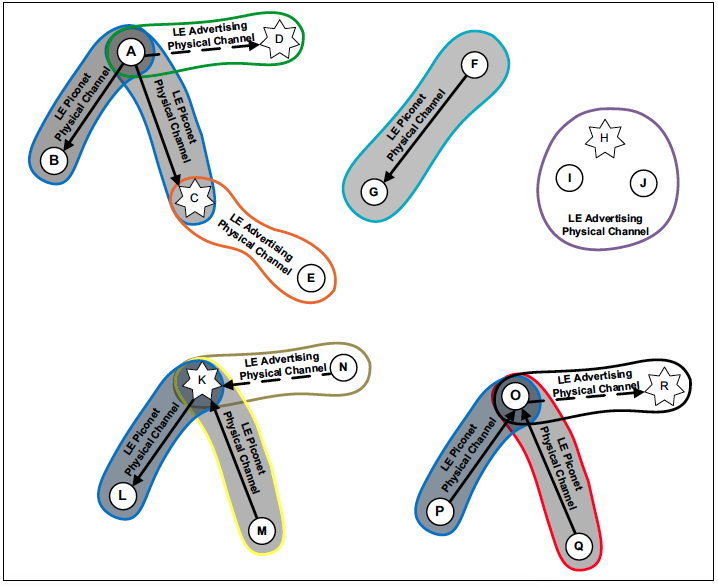 A
LE Advertising
Physical Channel
D
LE Piconet
Physical Channel
LE Piconet
Physical Channel
B
C
LE Advertising
Physical Channel
E
F
LE Piconet
Physical Channel
G
H
I
J
LE Advertising
Physical Channel
K
LE Advertising
Physical Channel
N
LE Piconet
Physical Channel
LE Piconet
Physical Channel
L
M
O
LE Advertising
Physical Channel
R
LE Piconet
Physical Channel
LE Piconet
Physical Channel
P
Q